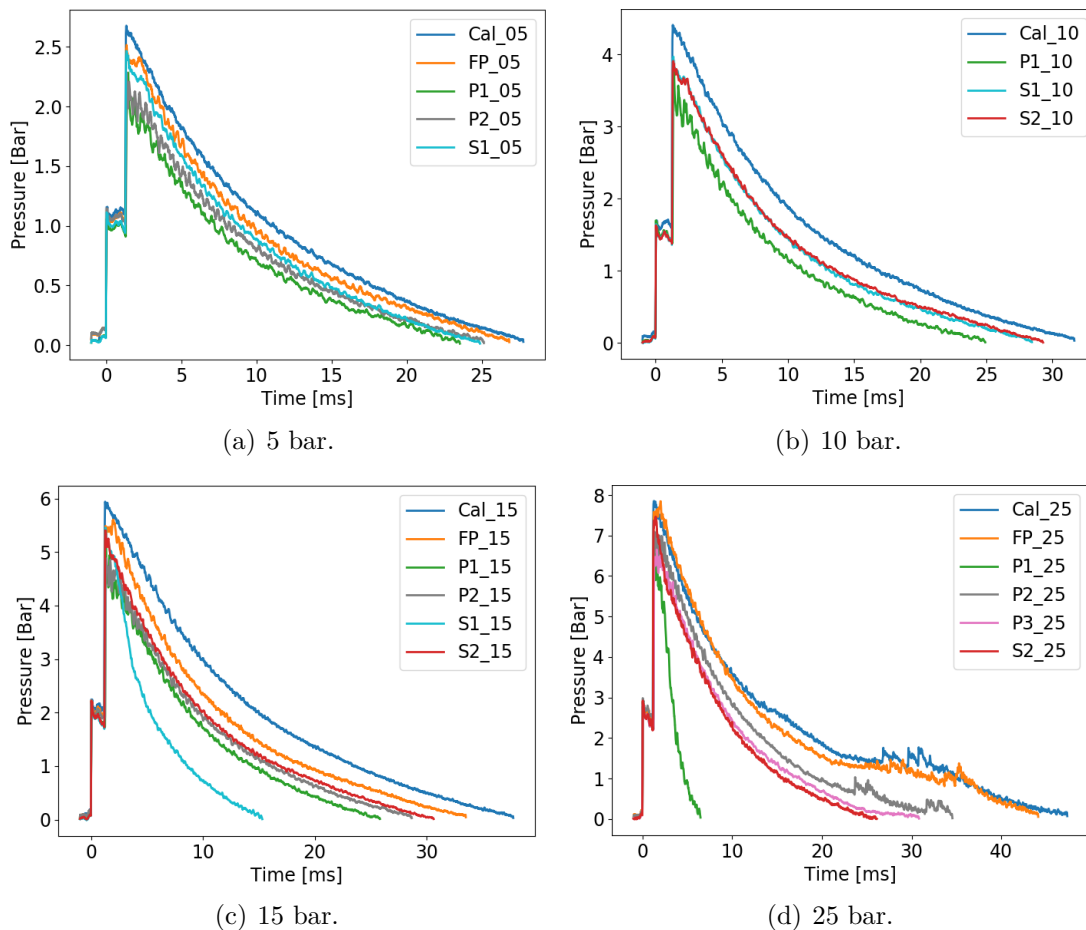 Cal_05
FP_05
P1_05
P2_05
S1_05
2.5
2.0
1.5
1.0
0.5
0.0
Pressure [Bar]
0 5 10 15 20 25
Time [ms]
(a) 5 bar.
Cal_10
P1_10
S1_10
S2_10
4
3
2
1
0
Pressure [Bar]
0 5 10 15 20 25 30
Time [ms]
(b) 10 bar.
Cal_15
FP_15
P1_15
P2_15
S1_15
S2_15
6
5
4
3
2
1
0
Pressure [Bar]
0 10 20 30
Time [ms]
(c) 15 bar.
Cal_25
FP_25
P1_25
P2_25
P3_25
S2_25
8
7
6
5
4
3
2
1
0
Pressure [Bar]
0 10 20 30 40
Time [ms]
(d) 25 bar.